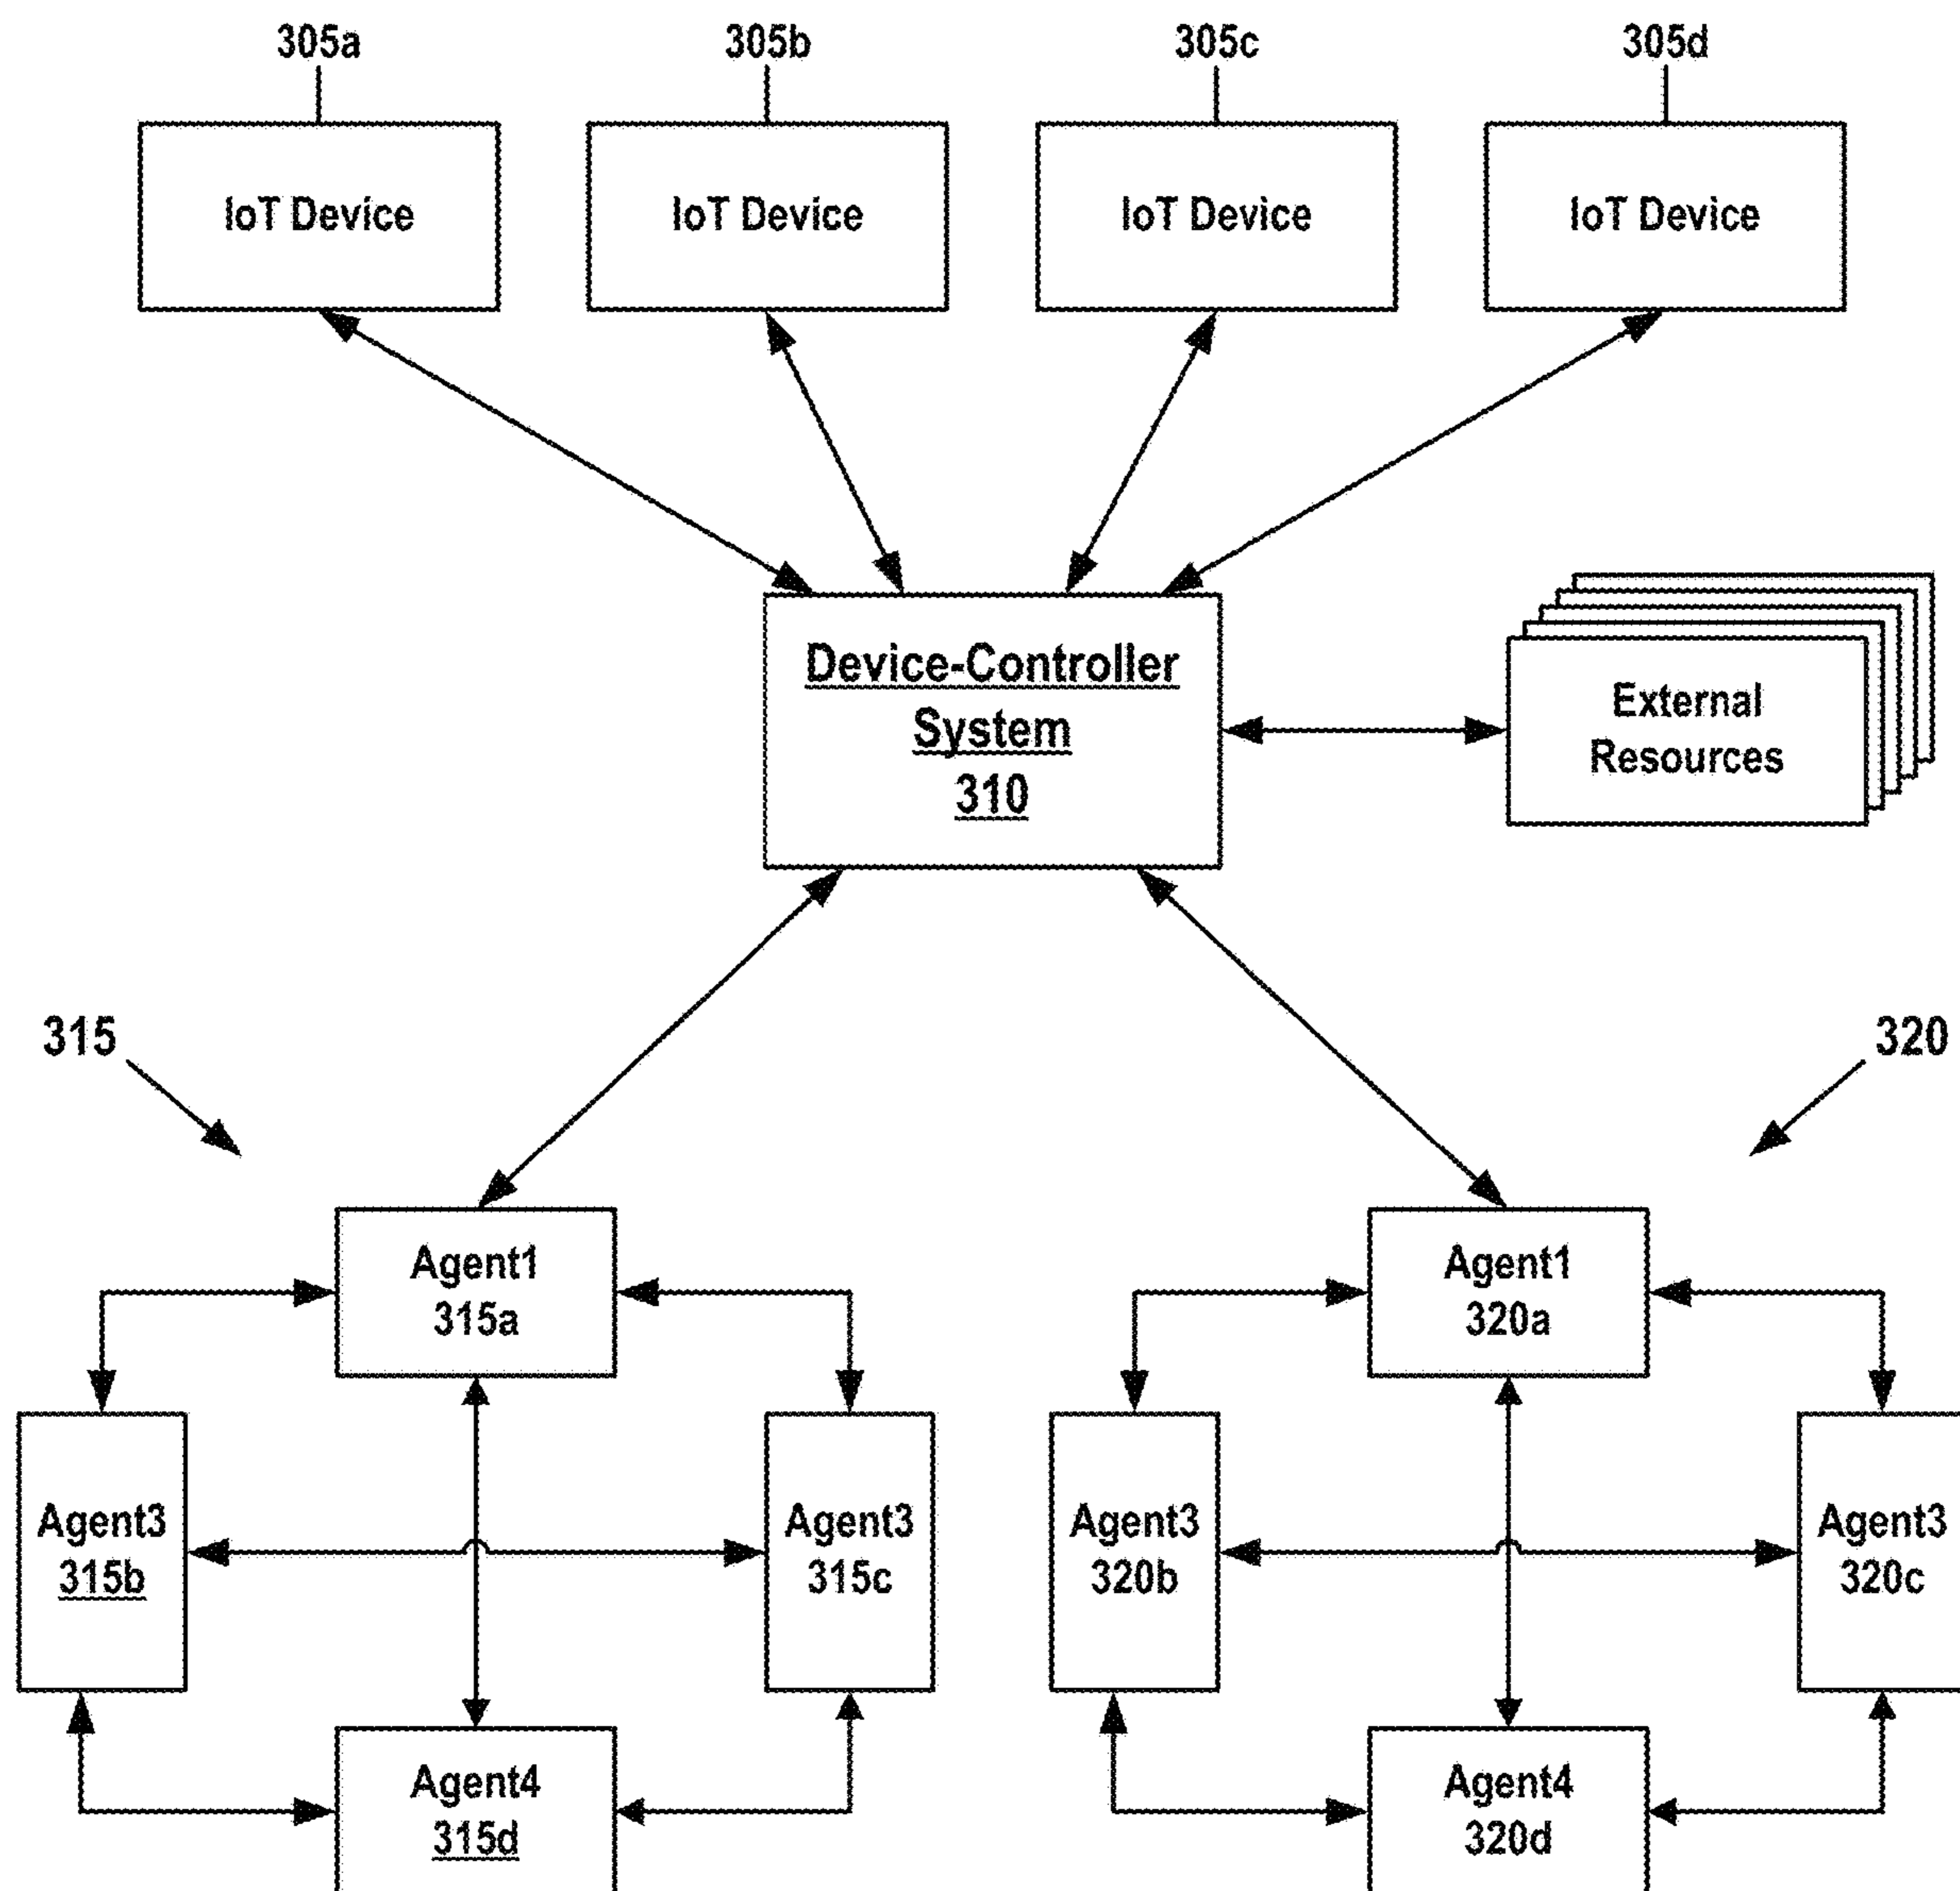 305a
305b
305c
305d
IoT Device
IoT Device
IoT Device
IoT Device
Device-Controller
System
310
External
Resources
315
320
Agent1
315a
Agent3
315b
Agent3
315c
Agent4
315d
Agent1
320a
Agent3
320b
Agent3
320c
Agent4
320d